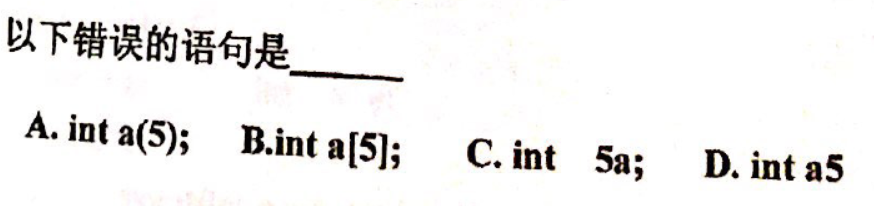 以下错误的语句是______
A. int a(5); B.int a[5]; C. int 5a; D. int a5